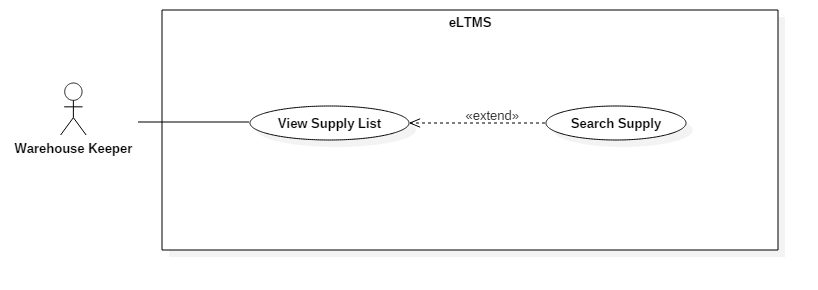 eLTMS
Warehouse Keeper
View Supply List
«extend»
Search Supply